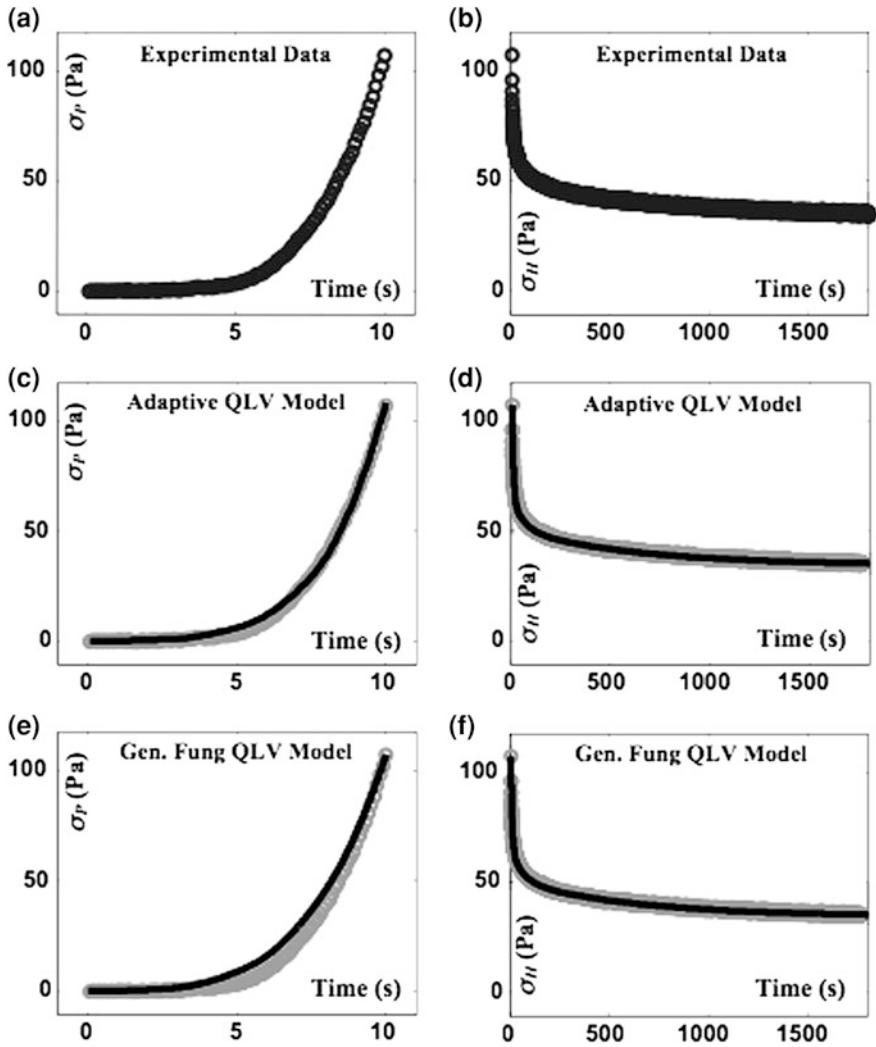 (a)
Experimental Data
σP (Pa)
100
50
0
Time (s)
0 5 10
(b)
Experimental Data
100
50
0
σH (Pa)
Time (s)
0 500 1000 1500
(c)
Adaptive QLV Model
σP (Pa)
100
50
0
Time (s)
0 5 10
(d)
Adaptive QLV Model
100
50
0
σH (Pa)
Time (s)
0 500 1000 1500
(e)
Gen. Fung QLV Model
σP (Pa)
100
50
0
Time (s)
0 5 10
(f)
Gen. Fung QLV Model
100
50
0
σH (Pa)
Time (s)
0 500 1000 1500